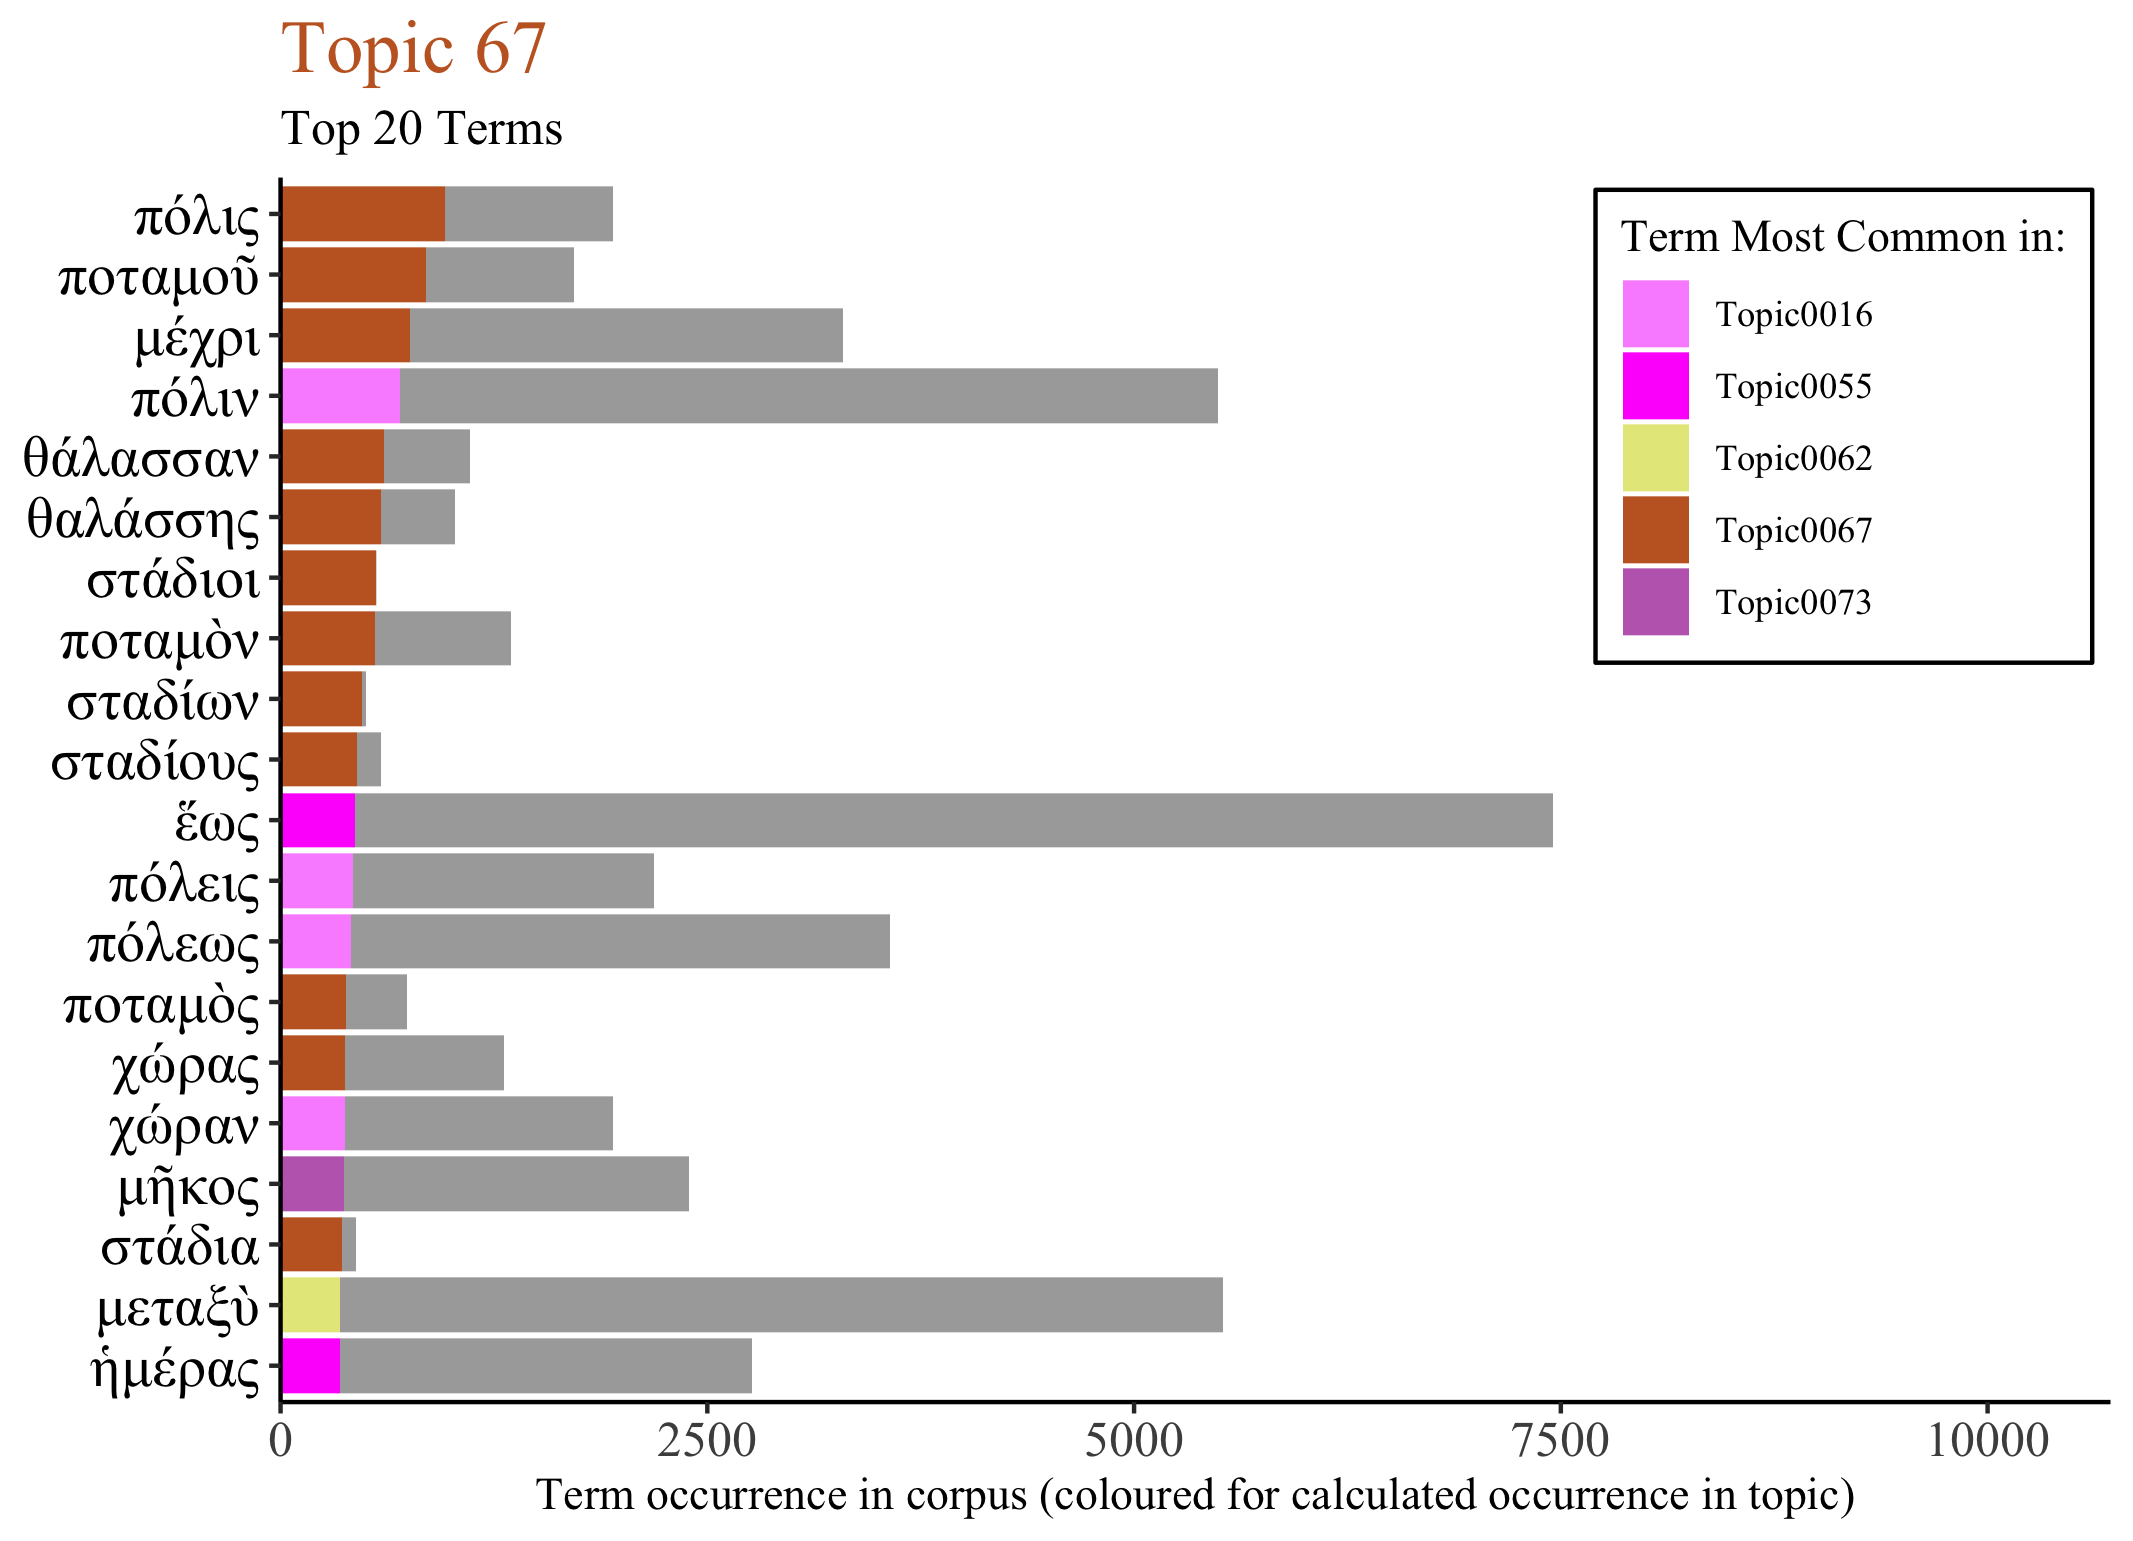 Topic 67
Top 20 Terms
πόλις
ποταμοῦ
μέχρι
πόλιν
θάλασσαν
θαλάσσης
στάδιοι
ποταμὸν
σταδίων
σταδίους
ἕως
πόλεις
πόλεως
ποταμὸς
χώρας
χώραν
μῆκος
στάδια
μεταξὺ
ἡμέρας
Term Most Common in:
Topic0016
Topic0055
Topic0062
Topic0067
Topic0073
0 2500 5000 7500 10000
Term occurrence in corpus (coloured for calculated occurrence in topic)